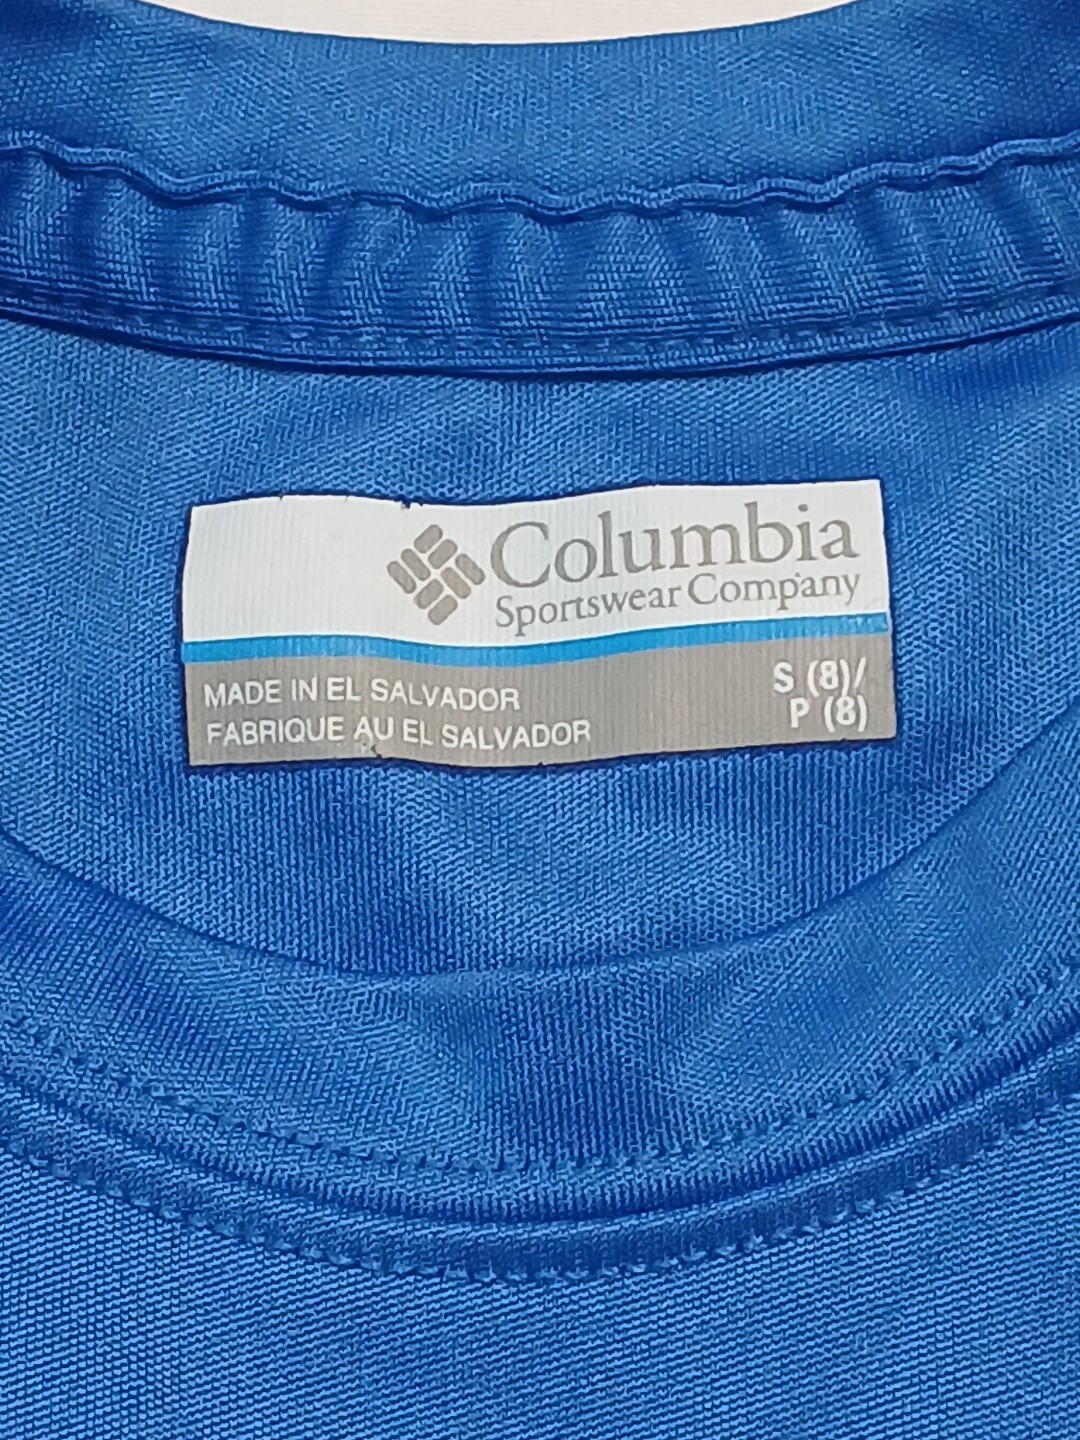 Columbia
Sportswear Company
MADE IN EL SALVADOR
FABRIQUE AU EL SALVADOR
S (8)/
P (8)